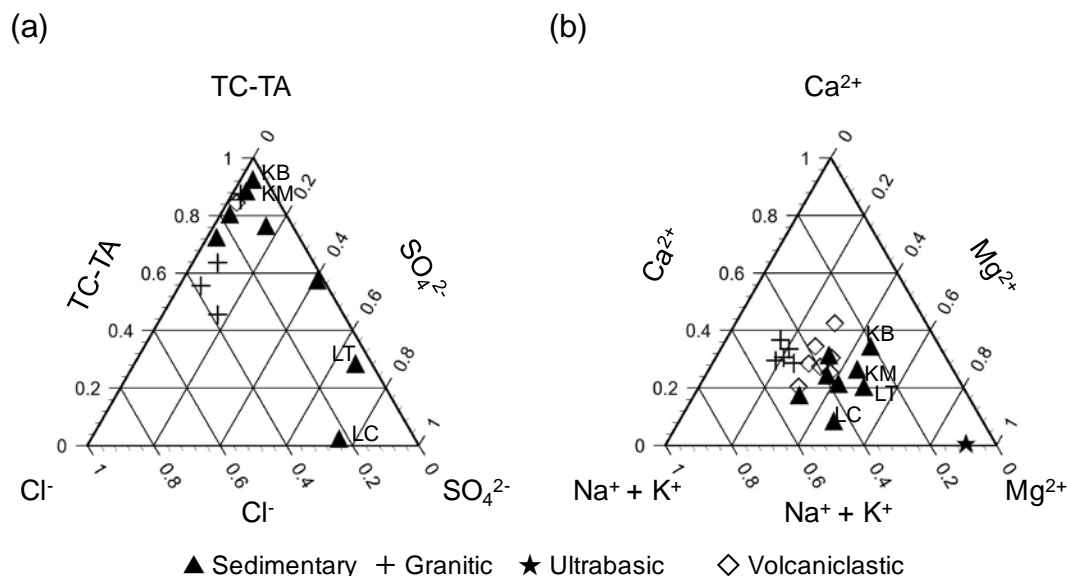 (a)
(b)
TC-TA
Ca²⁺
0
1
KB
KM
0.2
0.8
SO₄²⁻
0.4
TC-TA
0.6
0.6
0.4
LT
0.8
0.2
LC
1
0
1
0.8
0.6
0.4
0.2
0
Cl⁻
Cl⁻
SO₄²⁻
0
1
0.2
0.8
Mg²⁺
0.4
Ca²⁺
0.6
0.6
0.4
KB
0.8
KM
0.2
LT
LC
1
0
1
0.8
0.6
0.4
0.2
0
Na⁺ + K⁺
Na⁺ + K⁺
Mg²⁺
Sedimentary
Granitic
Ultrabasic
Volcaniclastic